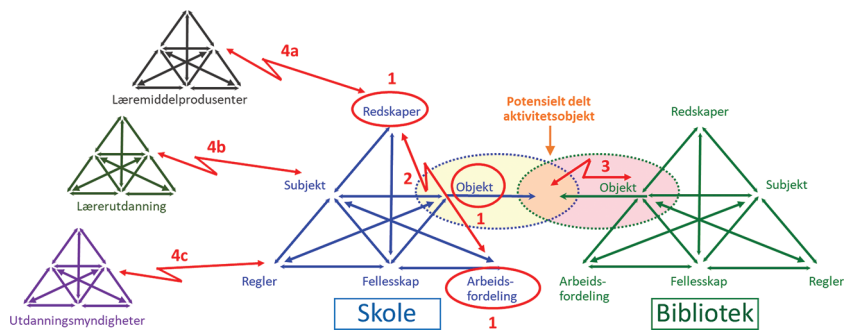 4a
Læremiddelprodusenter
1
Redskaper
Potensielt delt
aktivitetsobjekt
Redskaper
4b
Lærerutdanning
Subjekt
2
Objekt
1
3
Objekt
Subjekt
4c
Utdanningsmyndigheter
Regler
Fellesskap
Arbeids-
fordeling
1
Arbeids-
fordeling
Fellesskap
Regler
Skole
Bibliotek